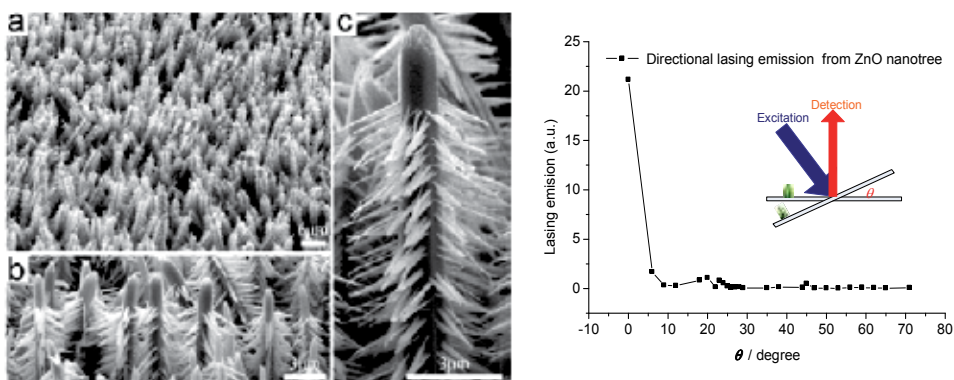 a
b
3μm
c
3μm
25
20
15
10
5
0
Lasing emision (a.u.)
Directional lasing emission from ZnO nanotree
Excitation
Detection
θ
-10 0 10 20 30 40 50 60 70 80
θ / degree